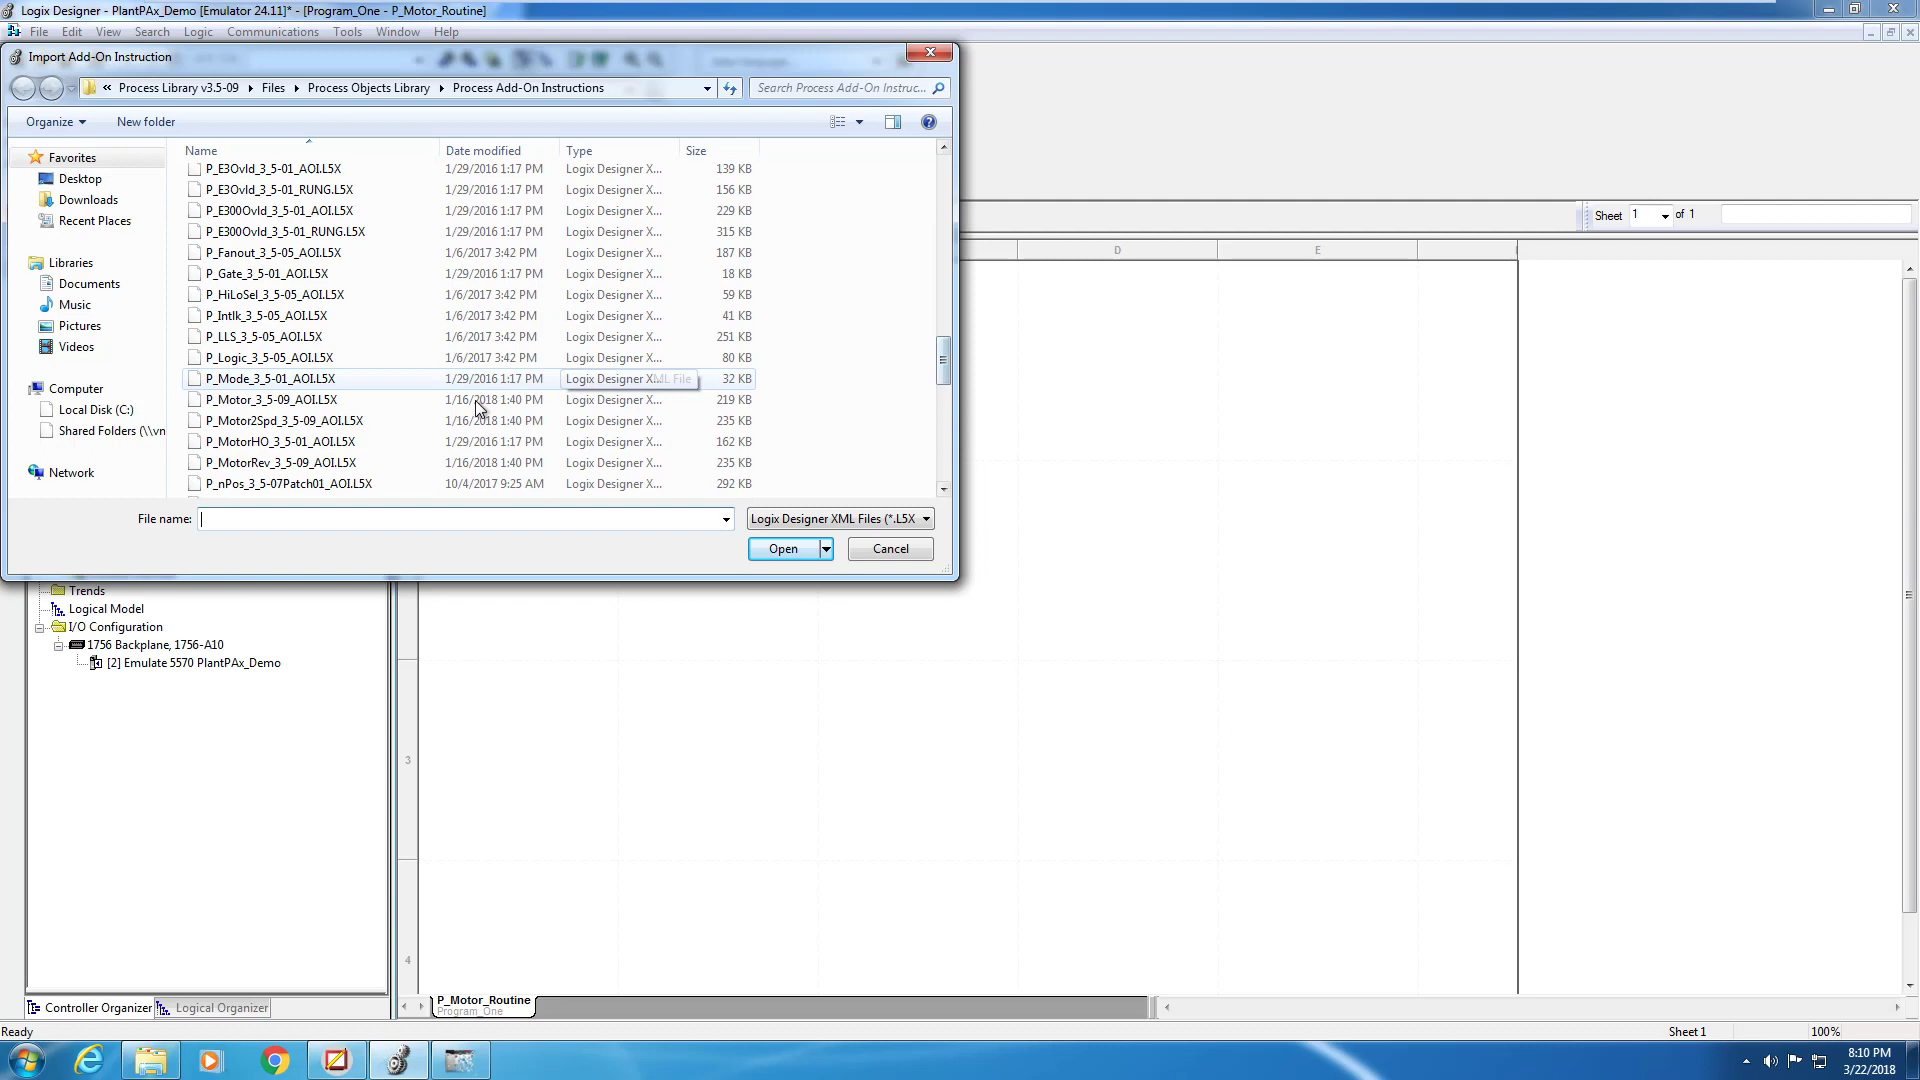 Logix Designer - PlantPAx_Demo [Emulator 24.11]* - [Program_One - P_Motor_Routine]
File Edit View Search Logic Communications Tools Window Help
Import Add-On Instruction
« Process Library v3.5-09 Files Process Objects Library Process Add-On Instructions Search Process Add-On Instruc...
Organize New folder
Name Date modified Type Size
Favorites
Desktop
Downloads
Recent Places
Libraries
Documents
Music
Pictures
Videos
Computer
Local Disk (C:)
Shared Folders (\\vn
Network
P_E3Ovld_3_5-01_AOI.L5X 1/29/2016 1:17 PM Logix Designer X... 139 KB
P_E3Ovld_3_5-01_RUNG.L5X 1/29/2016 1:17 PM Logix Designer X... 156 KB
P_E300Ovld_3_5-01_AOI.L5X 1/29/2016 1:17 PM Logix Designer X... 229 KB
P_E300Ovld_3_5-01_RUNG.L5X 1/29/2016 1:17 PM Logix Designer X... 315 KB
P_Fanout_3_5-05_AOI.L5X 1/6/2017 3:42 PM Logix Designer X... 187 KB
P_Gate_3_5-01_AOI.L5X 1/29/2016 1:17 PM Logix Designer X... 18 KB
P_HiLoSel_3_5-05_AOI.L5X 1/6/2017 3:42 PM Logix Designer X... 59 KB
P_Intlk_3_5-05_AOI.L5X 1/6/2017 3:42 PM Logix Designer X... 41 KB
P_LLS_3_5-05_AOI.L5X 1/6/2017 3:42 PM Logix Designer X... 251 KB
P_Logic_3_5-05_AOI.L5X 1/6/2017 3:42 PM Logix Designer X... 80 KB
P_Mode_3_5-01_AOI.L5X 1/29/2016 1:17 PM Logix Designer XML File 32 KB
P_Motor_3_5-09_AOI.L5X 1/16/2018 1:40 PM Logix Designer X... 219 KB
P_Motor2Spd_3_5-09_AOI.L5X 1/16/2018 1:40 PM Logix Designer X... 235 KB
P_MotorHO_3_5-01_AOI.L5X 1/29/2016 1:17 PM Logix Designer X... 162 KB
P_MotorRev_3_5-09_AOI.L5X 1/16/2018 1:40 PM Logix Designer X... 235 KB
P_nPos_3_5-07Patch01_AOI.L5X 10/4/2017 9:25 AM Logix Designer X... 292 KB
File name: Logix Designer XML Files (*.L5X
Open Cancel
Sheet 1 of 1
D E
Trends
Logical Model
I/O Configuration
1756 Backplane, 1756-A10
[2] Emulate 5570 PlantPAx_Demo
3
4
Controller Organizer Logical Organizer
P_Motor_Routine
Program_One
Ready Sheet 1 100%
8:10 PM
3/22/2018